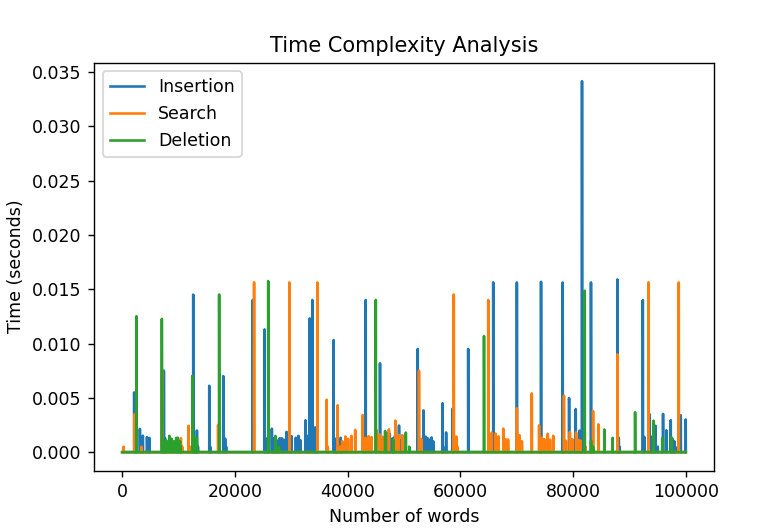 Time Complexity Analysis
Insertion
Search
Deletion
Time (seconds)
0.035
0.030
0.025
0.020
0.015
0.010
0.005
0.000
0 20000 40000 60000 80000 100000
Number of words